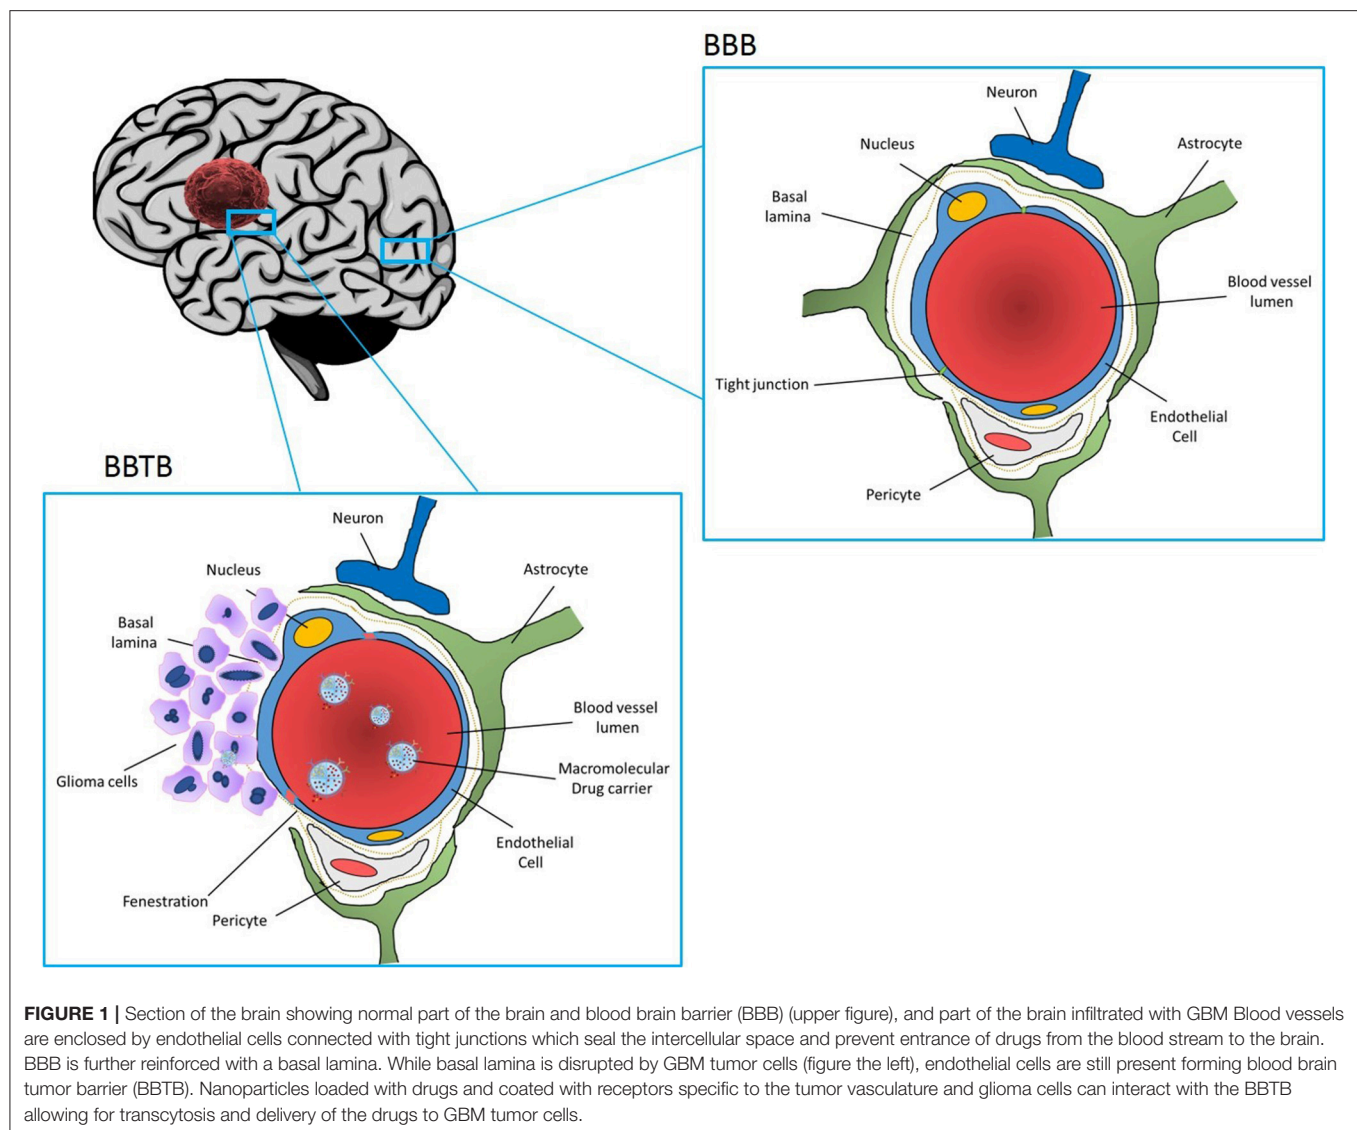 BBB
Neuron
Nucleus
Astrocyte
Basal
lamina
Blood vessel
lumen
Tight junction
Endothelial
Cell
Pericyte
BBTB
Neuron
Nucleus
Astrocyte
Basal
lamina
Blood vessel
lumen
Glioma cells
Macromolecular
Drug carrier
Endothelial
Cell
Fenestration
Pericyte
FIGURE 1 | Section of the brain showing normal part of the brain and blood brain barrier (BBB) (upper figure), and part of the brain infiltrated with GBM Blood vessels
are enclosed by endothelial cells connected with tight junctions which seal the intercellular space and prevent entrance of drugs from the blood stream to the brain.
BBB is further reinforced with a basal lamina. While basal lamina is disrupted by GBM tumor cells (figure the left), endothelial cells are still present forming blood brain
tumor barrier (BBTB). Nanoparticles loaded with drugs and coated with receptors specific to the tumor vasculature and glioma cells can interact with the BBTB
allowing for transcytosis and delivery of the drugs to GBM tumor cells.